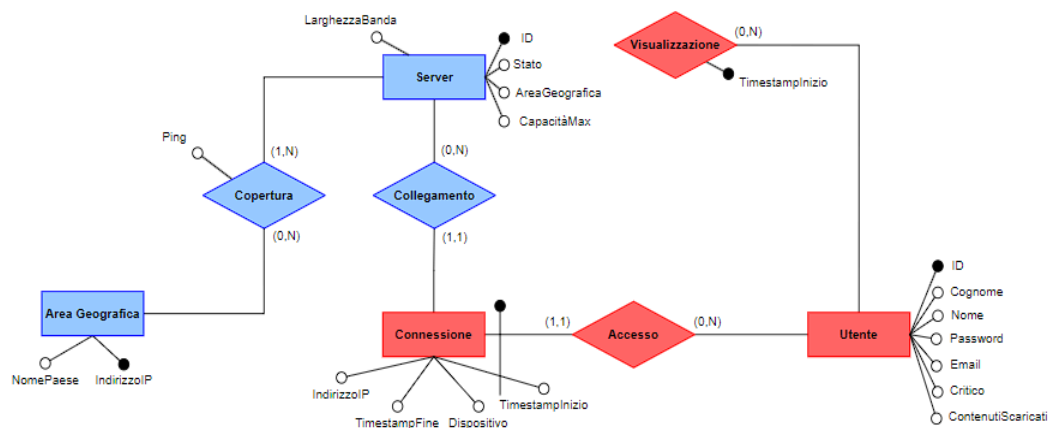 LarghezzaBanda
ID
Stato
AreaGeografica
CapacitàMax
Server
Visualizzazione
(0,N)
TimestampInizio
Ping
(1,N)
(0,N)
Copertura
Collegamento
(0,N)
(1,1)
Area Geografica
NomePaese
IndirizzoIP
Connessione
(1,1)
Accesso
(0,N)
Utente
IndirizzoIP
TimestampFine
Dispositivo
TimestampInizio
ID
Cognome
Nome
Password
Email
Critico
ContenutiScaricati